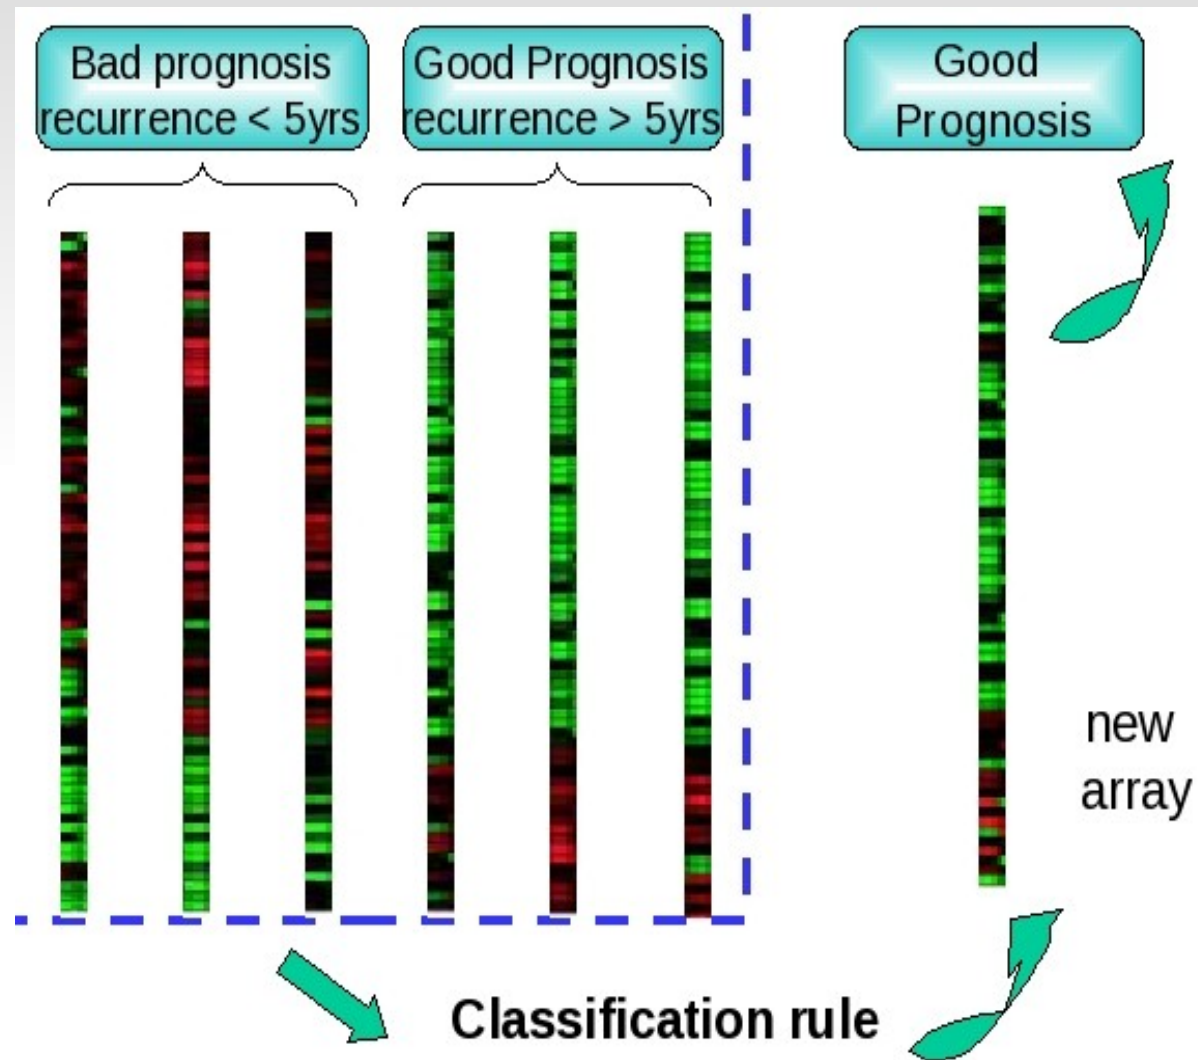 Bad prognosis
recurrence < 5yrs
Good Prognosis
recurrence > 5yrs
Good
Prognosis
new
array
Classification rule